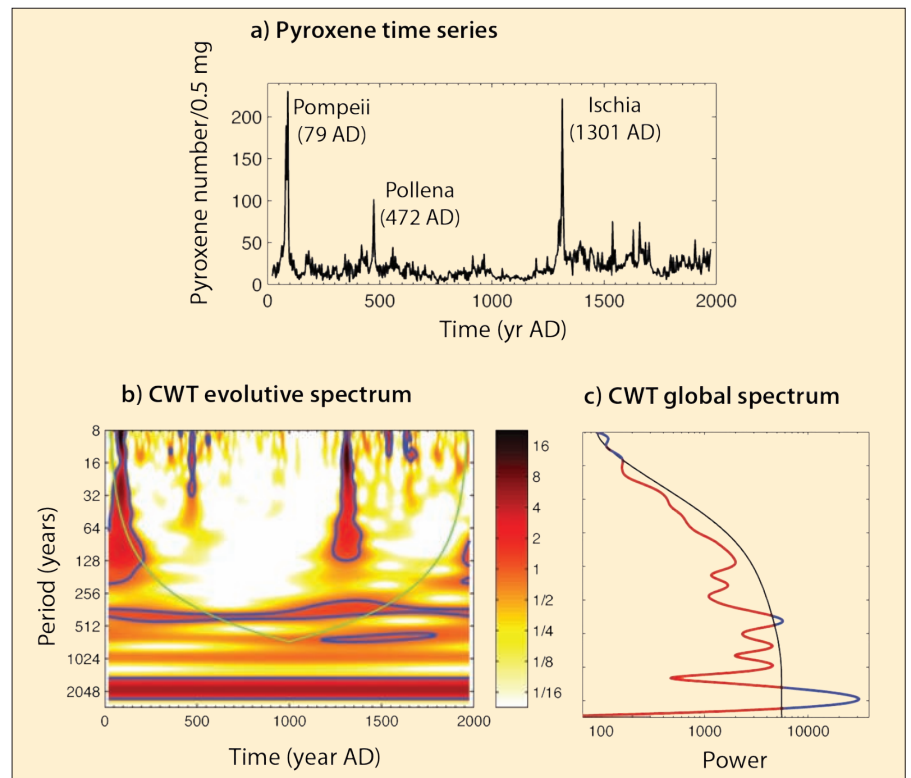 a) Pyroxene time series
Pyroxene number/0.5 mg
200
150
100
50
0
Pompeii
(79 AD)
Pollena
(472 AD)
Ischia
(1301 AD)
0 500 1000 1500 2000
Time (yr AD)
b) CWT evolutive spectrum
Period (years)
8
16
32
64
128
256
512
1024
2048
0 500 1000 1500 2000
Time (year AD)
16
8
4
2
1
1/2
1/4
1/8
1/16
c) CWT global spectrum
100 1000 10000
Power